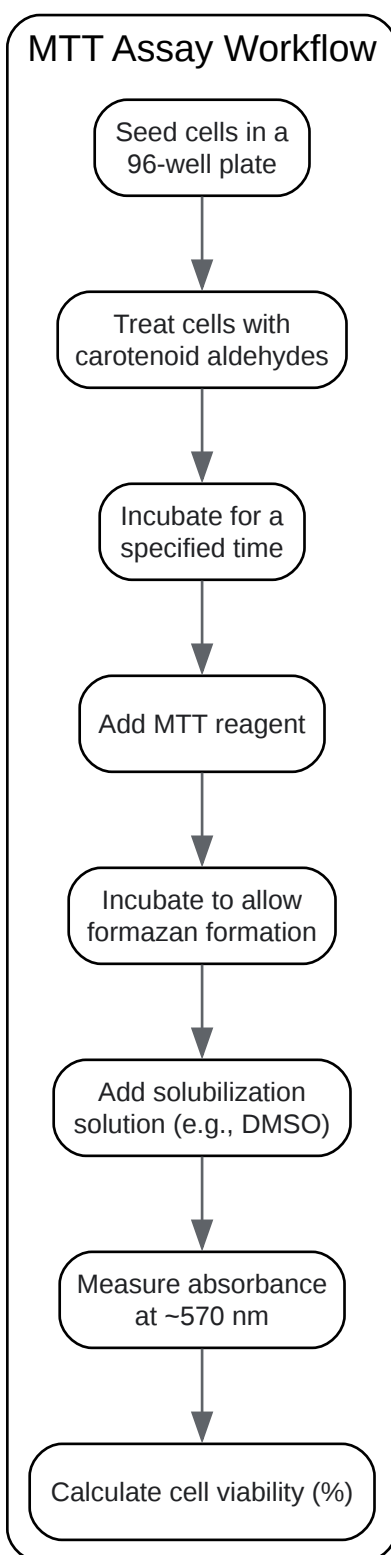 MTT Assay Workflow
Seed cells in a
96-well plate
Treat cells with
carotenoid aldehydes
Incubate for a
specified time
Add MTT reagent
Incubate to allow
formazan formation
Add solubilization
solution (e.g., DMSO)
Measure absorbance
at ~570 nm
Calculate cell viability (%)